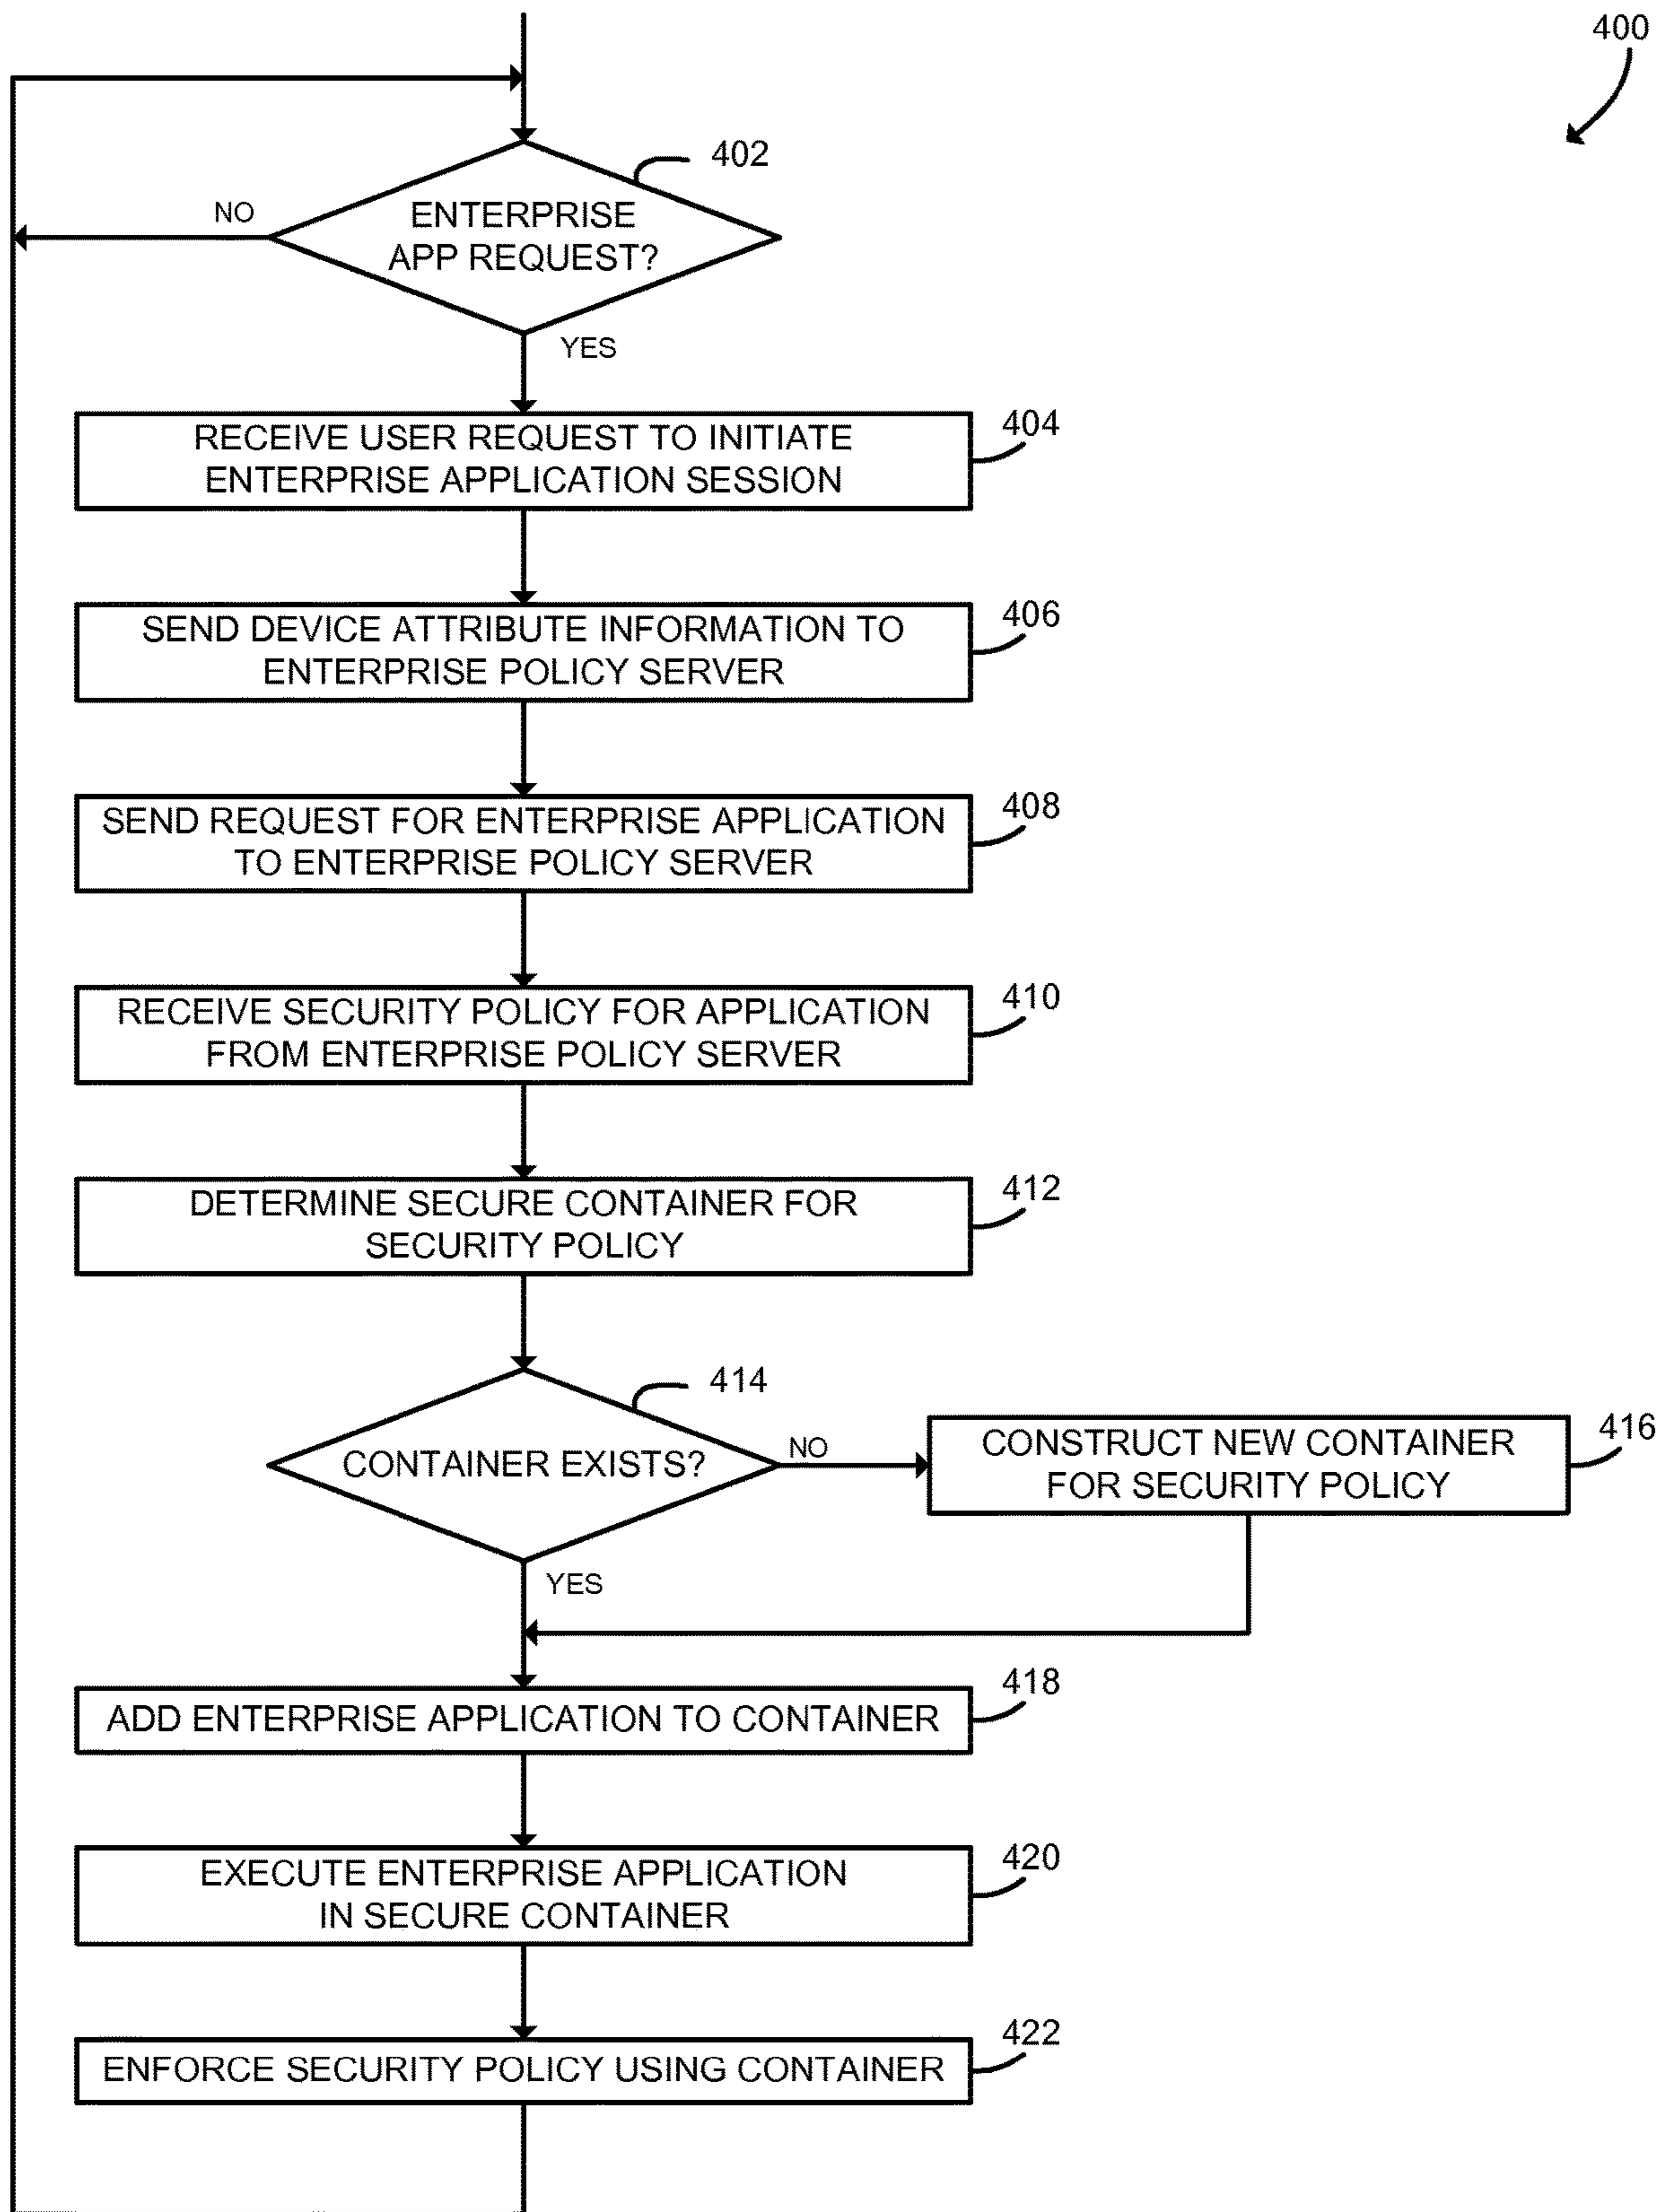 400
402
ENTERPRISE
APP REQUEST?
NO
YES
RECEIVE USER REQUEST TO INITIATE
ENTERPRISE APPLICATION SESSION
404
SEND DEVICE ATTRIBUTE INFORMATION TO
ENTERPRISE POLICY SERVER
406
SEND REQUEST FOR ENTERPRISE APPLICATION
TO ENTERPRISE POLICY SERVER
408
RECEIVE SECURITY POLICY FOR APPLICATION
FROM ENTERPRISE POLICY SERVER
410
DETERMINE SECURE CONTAINER FOR
SECURITY POLICY
412
414
CONTAINER EXISTS?
NO
CONSTRUCT NEW CONTAINER
FOR SECURITY POLICY
416
YES
ADD ENTERPRISE APPLICATION TO CONTAINER
418
EXECUTE ENTERPRISE APPLICATION
IN SECURE CONTAINER
420
ENFORCE SECURITY POLICY USING CONTAINER
422